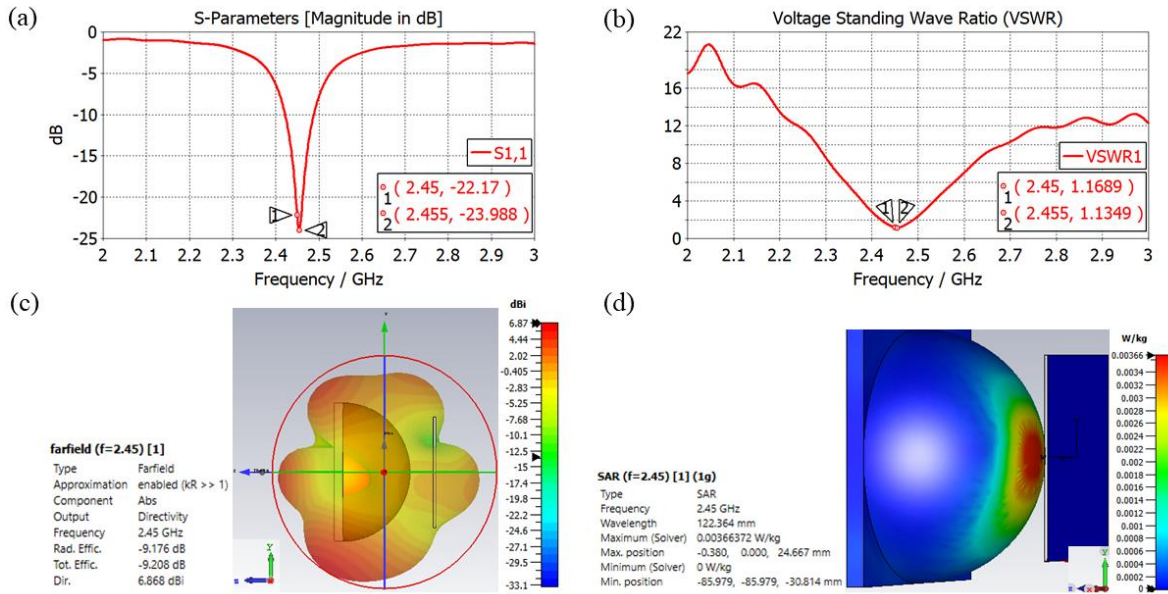 (a)
S-Parameters [Magnitude in dB]
0
-5
-10
-15
-20
-25
dB
2 2.1 2.2 2.3 2.4 2.5 2.6 2.7 2.8 2.9 3
Frequency / GHz
S1,1
1 ( 2.45, -22.17 )
2 ( 2.455, -23.988 )
1
2
(b)
Voltage Standing Wave Ratio (VSWR)
22
20
16
12
8
4
0
2 2.1 2.2 2.3 2.4 2.5 2.6 2.7 2.8 2.9 3
Frequency / GHz
VSWR1
1 ( 2.45, 1.1689 )
2 ( 2.455, 1.1349 )
1 2
(c)
farfield (f=2.45) [1]
Type Farfield
Approximation enabled (kR >> 1)
Component Abs
Output Directivity
Frequency 2.45 GHz
Rad. Effic. -9.176 dB
Tot. Effic. -9.208 dB
Dir. 6.868 dBi
Y
dBi
6.87
4.44
2.02
-0.405
-2.83
-5.25
-7.68
-10.1
-12.5
-15
-17.4
-19.8
-22.2
-24.6
-27.1
-29.5
-33.1
(d)
SAR (f=2.45) [1] (1g)
Type SAR
Frequency 2.45 GHz
Wavelength 122.364 mm
Maximum (Solver) 0.00366372 W/kg
Max. position -0.380, 0.000, 24.667 mm
Minimum (Solver) 0 W/kg
Min. position -85.979, -85.979, -30.814 mm
Y
x
W/kg
0.00366
0.0034
0.0032
0.003
0.0028
0.0026
0.0024
0.0022
0.002
0.0018
0.0016
0.0014
0.0012
0.001
0.0008
0.0006
0.0004
0.0002
0